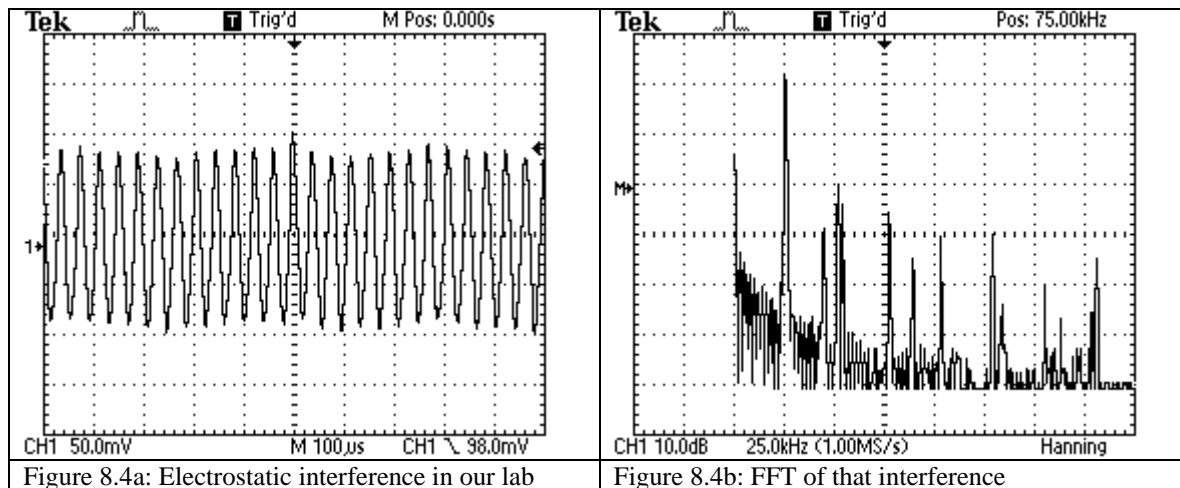 Tek T Trig'd M Pos: 0.000s
1
CH1 50.0mV M 100µs CH1 98.0mV
Figure 8.4a: Electrostatic interference in our lab
Tek T Trig'd Pos: 75.00kHz
M
CH1 10.0dB 25.0kHz (1.00MS/s) Hanning
Figure 8.4b: FFT of that interference